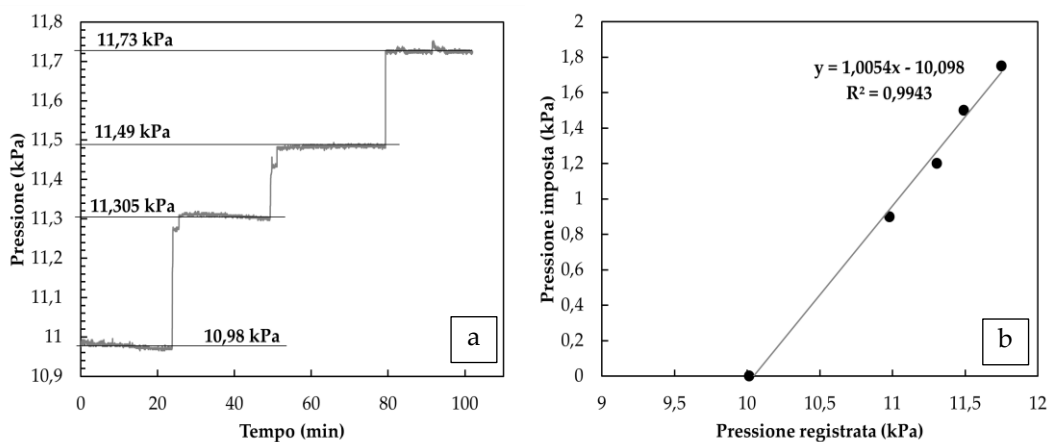 11,8
11,7
11,6
11,5
11,4
11,3
11,2
11,1
11
10,9
Pressione (kPa)
11,73 kPa
11,49 kPa
11,305 kPa
10,98 kPa
a
0
20
40
60
80
100
Tempo (min)
2
1,8
1,6
1,4
1,2
1
0,8
0,6
0,4
0,2
0
Pressione imposta (kPa)
y = 1,0054x - 10,098
R² = 0,9943
b
9
9,5
10
10,5
11
11,5
12
Pressione registrata (kPa)